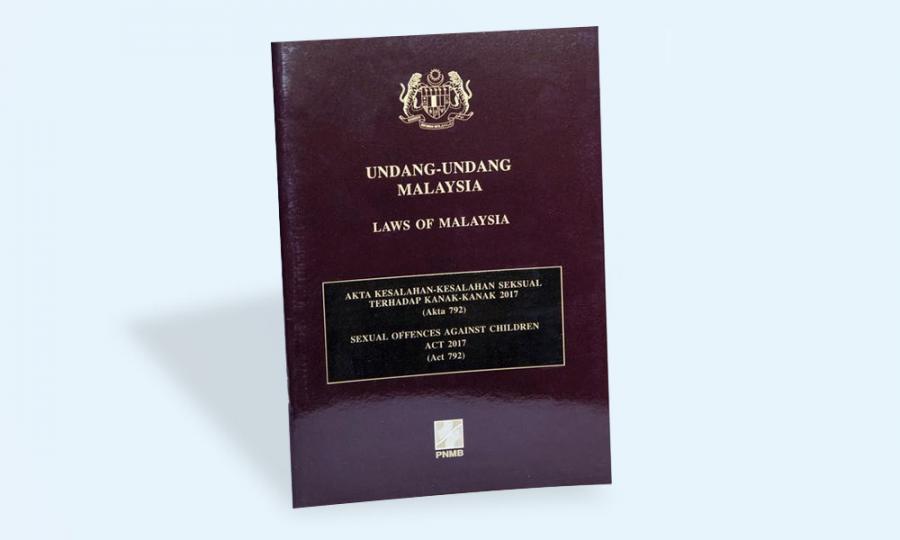 UNDANG-UNDANG
MALAYSIA
LAWS OF MALAYSIA
AKTA KESALAHAN-KESALAHAN SEKSUAL
TERHADAP KANAK-KANAK 2017
(Akta 792)
SEXUAL OFFENCES AGAINST CHILDREN
ACT 2017
(Act 792)
PNMB